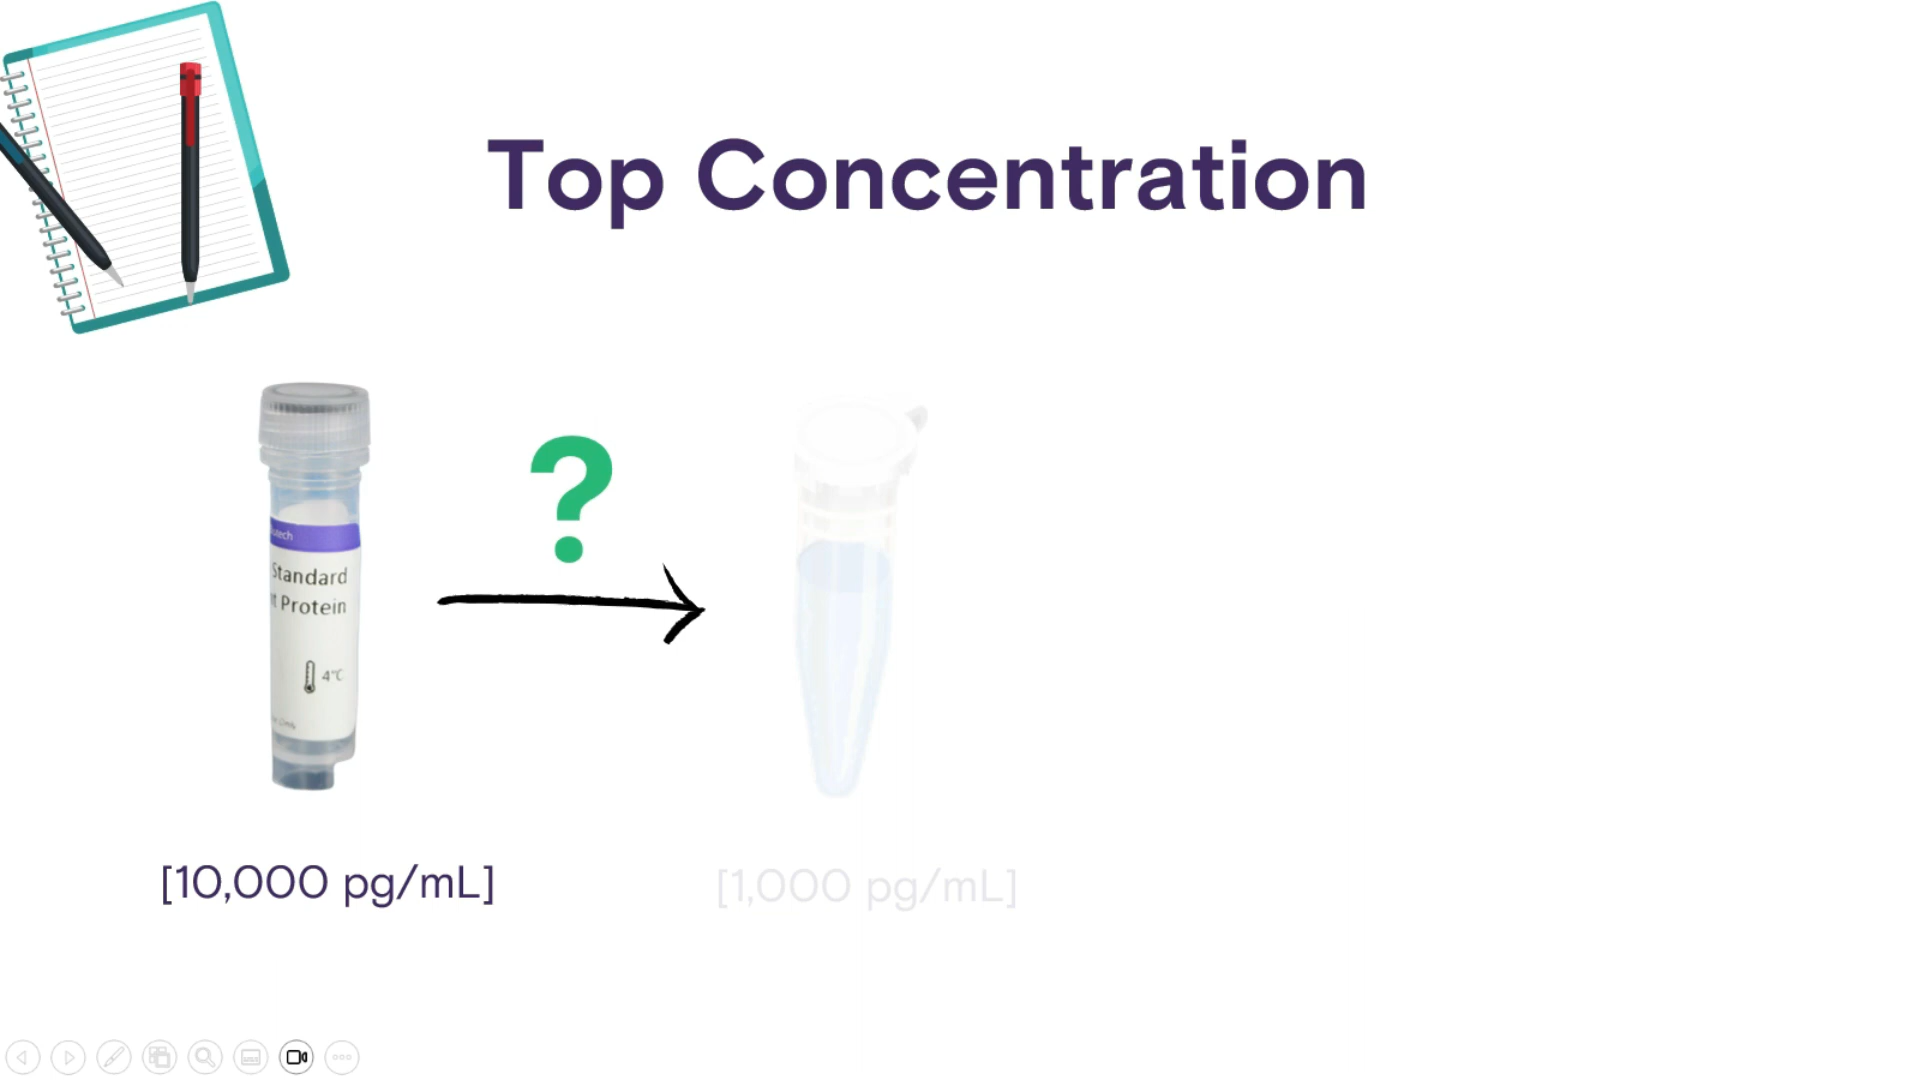 Top Concentration
?
Standard
Protein
4°C
[10,000 pg/mL]
[1,000 pg/mL]